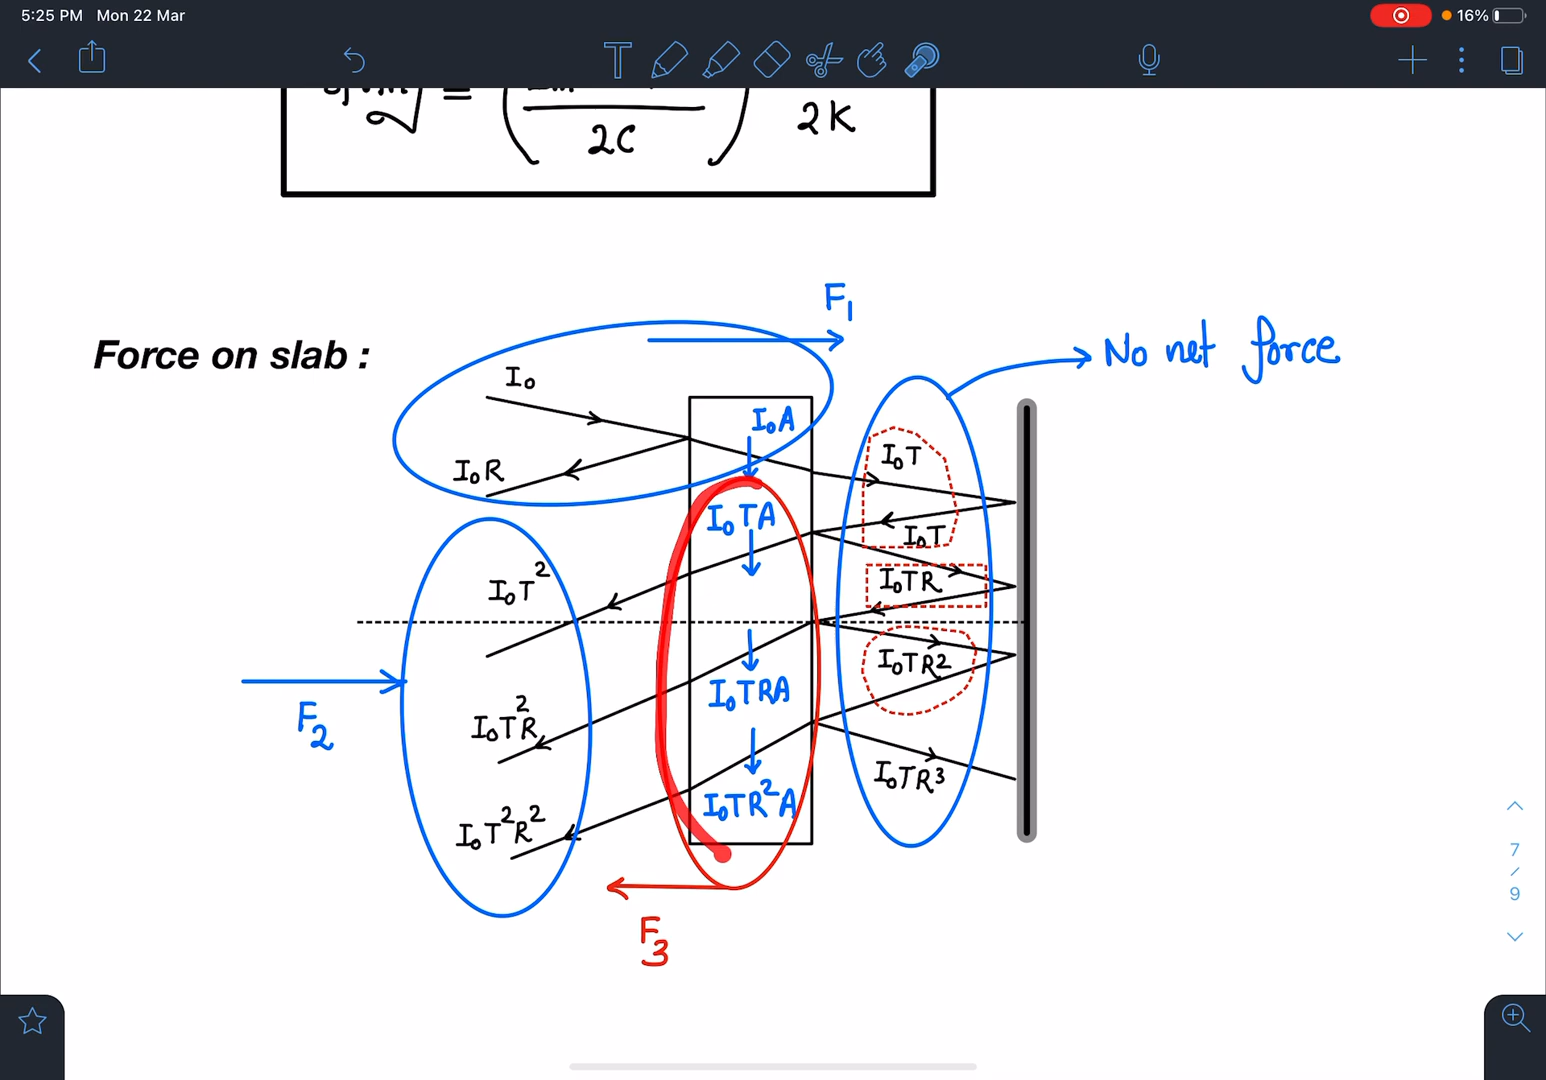 5:25 PM Mon 22 Mar
16%
2C
2K
F₁
Force on slab :
No net force
I₀
I₀A
I₀R
I₀T
I₀TA
I₀T
I₀T²
I₀TR
I₀TR2
I₀TRA
F₂
I₀T²R
I₀TR³
I₀TR²A
I₀T²R²
F₃
7
/
9